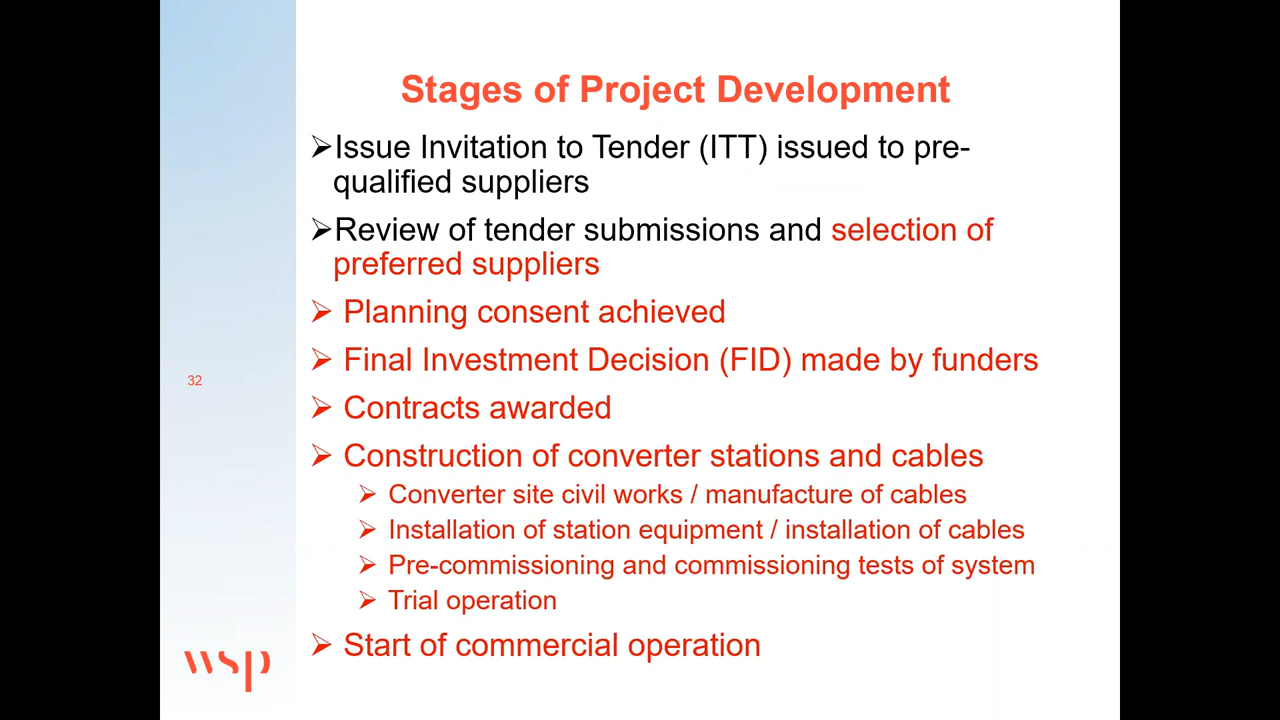 Stages of Project Development
➢Issue Invitation to Tender (ITT) issued to pre-
qualified suppliers
➢Review of tender submissions and selection of
preferred suppliers
➢ Planning consent achieved
➢ Final Investment Decision (FID) made by funders
32
➢ Contracts awarded
➢ Construction of converter stations and cables
➢ Converter site civil works / manufacture of cables
➢ Installation of station equipment / installation of cables
➢ Pre-commissioning and commissioning tests of system
➢ Trial operation
➢ Start of commercial operation
wsp